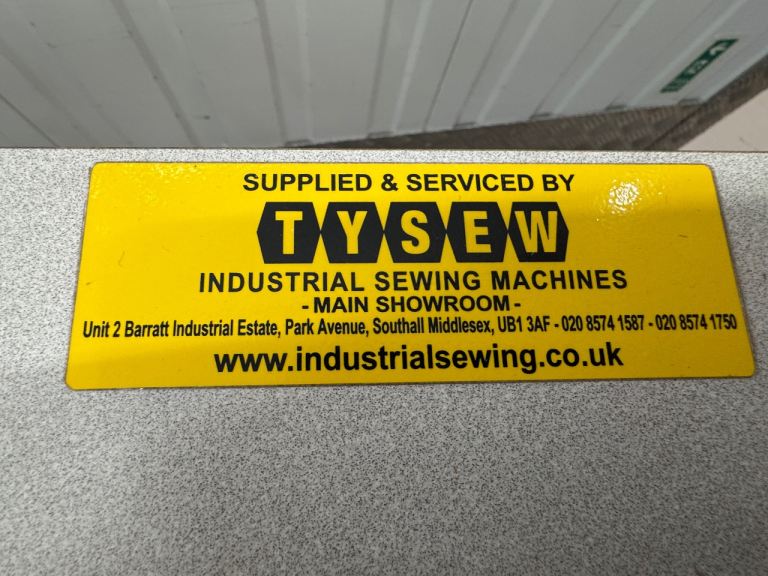 SUPPLIED & SERVICED BY
TYSEW
INDUSTRIAL SEWING MACHINES
- MAIN SHOWROOM -
Unit 2 Barratt Industrial Estate, Park Avenue, Southall Middlesex, UB1 3AF - 020 8574 1587 - 020 8574 1750
www.industrialsewing.co.uk